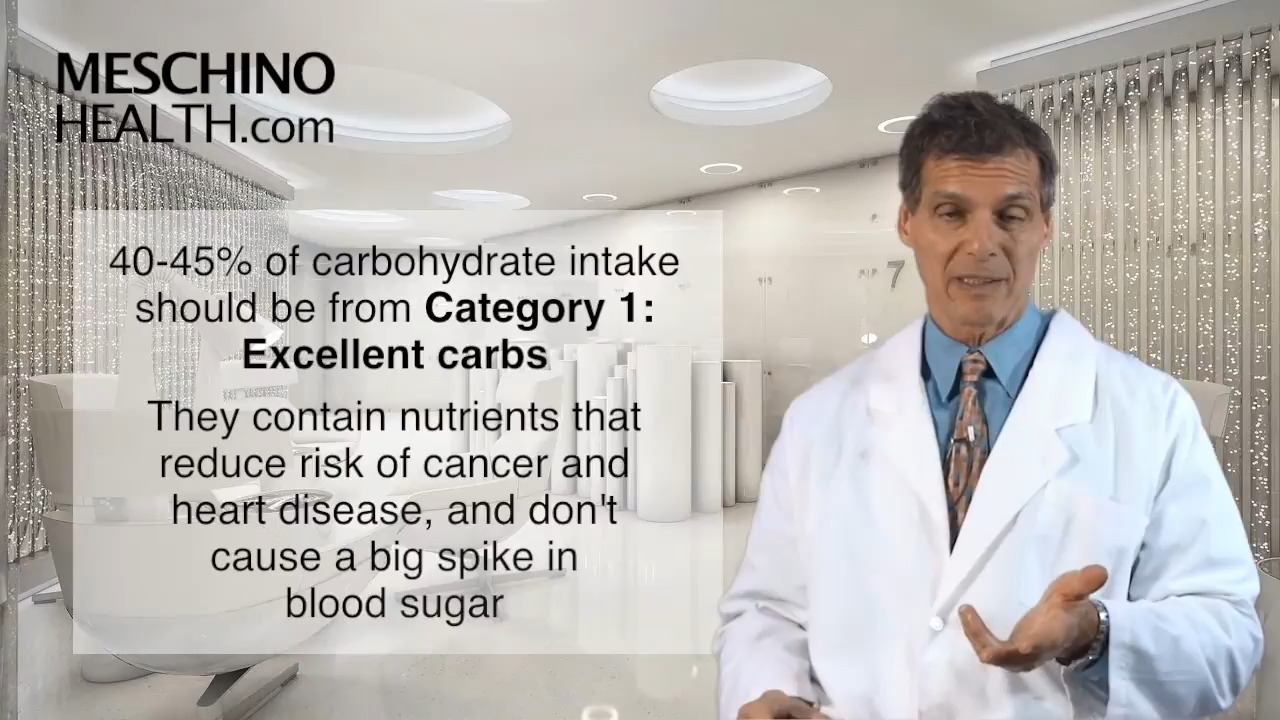 MESCHINO
HEALTH.com
7
40-45% of carbohydrate intake
should be from Category 1:
Excellent carbs
They contain nutrients that
reduce risk of cancer and
heart disease, and don't
cause a big spike in
blood sugar